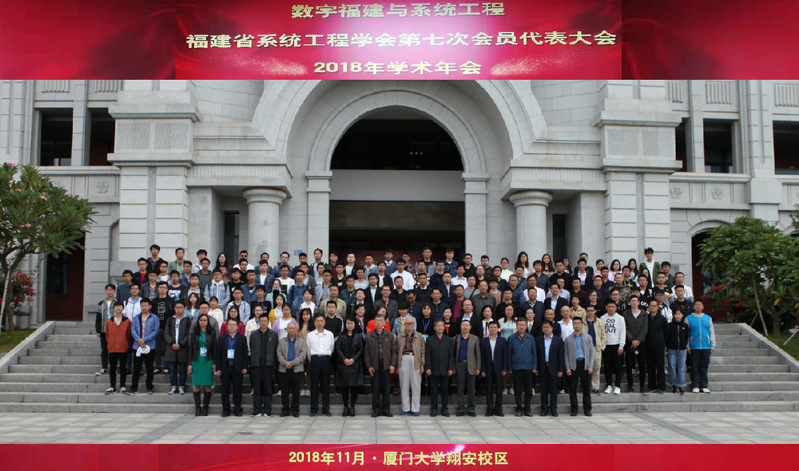 数字福建与系统工程
福建省系统工程学会第七次会员代表大会
2018年学术年会
2018年11月·厦门大学翔安校区